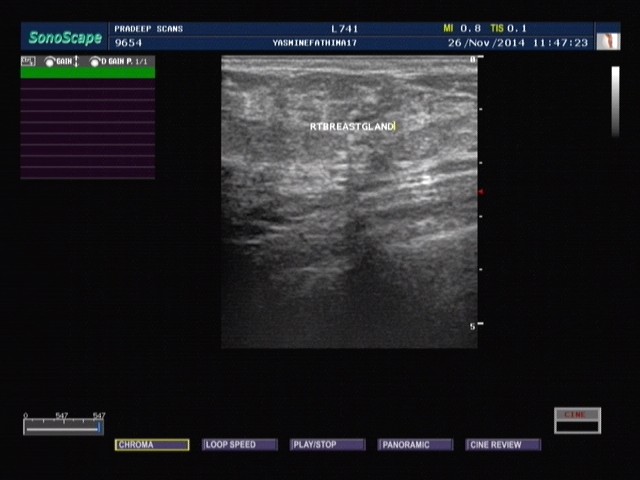 SonoScape
PRADEEP SCANS
L741
MI 0.8 TIS 0.1
9654
YASMINEFATHIMA17
26/Nov/2014 11:47:23
GAIN
D GAIN P. 1/1
0
RTBREASTGLAND
5
0 547 547
CINE
CHROMA
LOOP SPEED
PLAY/STOP
PANORAMIC
CINE REVIEW